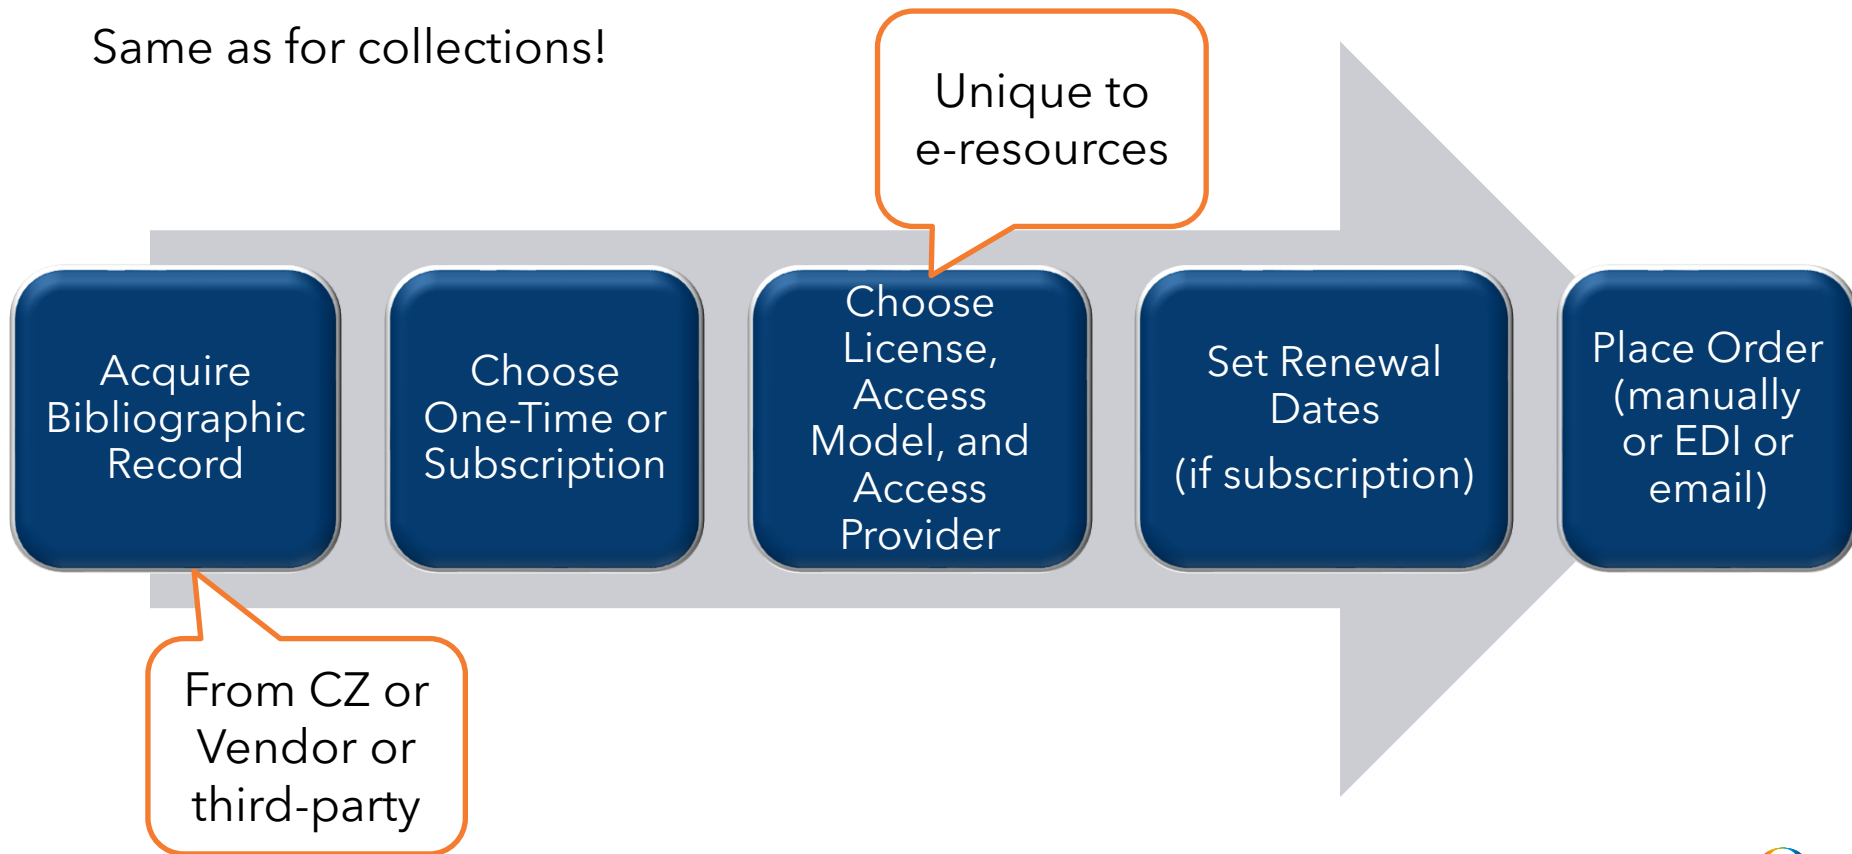 Same as for collections!
Unique to
e-resources
Acquire
Bibliographic
Record
Choose
One-Time or
Subscription
Choose
License,
Access
Model, and
Access
Provider
Set Renewal
Dates
(if subscription)
Place Order
(manually
or EDI or
email)
From CZ or
Vendor or
third-party